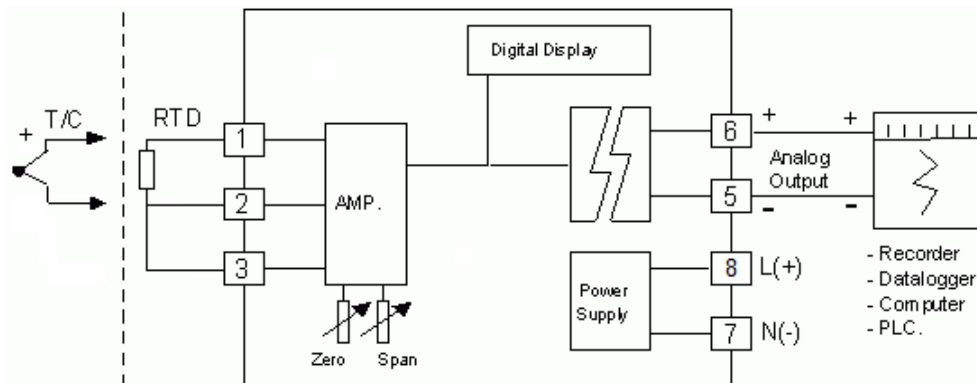 Digital Display
T/C
+
RTD
1
2
3
AMP.
Zero
Span
6
5
+
+
Analog
Output
-
-
Power
Supply
8
7
L(+)
N(-)
- Recorder
- Datalogger
- Computer
- PLC.